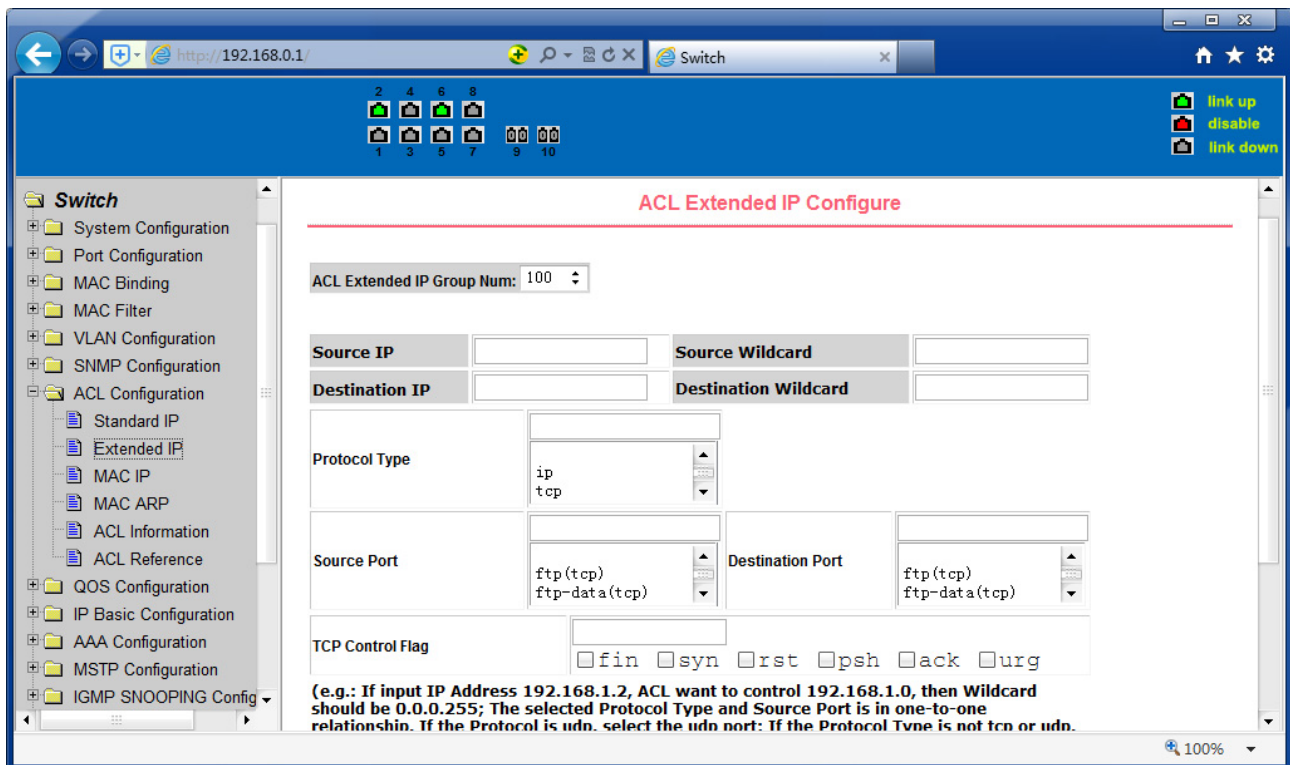 http://192.168.0.1/
Switch
2 4 6 8
1 3 5 7 9 10
link up
disable
link down
Switch
System Configuration
Port Configuration
MAC Binding
MAC Filter
VLAN Configuration
SNMP Configuration
ACL Configuration
Standard IP
Extended IP
MAC IP
MAC ARP
ACL Information
ACL Reference
QOS Configuration
IP Basic Configuration
AAA Configuration
MSTP Configuration
IGMP SNOOPING Config
ACL Extended IP Configure
ACL Extended IP Group Num: 100
Source IP Source Wildcard
Destination IP Destination Wildcard
Protocol Type
ip
tcp
Source Port
ftp(tcp)
ftp-data(tcp)
Destination Port
ftp(tcp)
ftp-data(tcp)
TCP Control Flag
fin syn rst psh ack urg
(e.g.: If input IP Address 192.168.1.2, ACL want to control 192.168.1.0, then Wildcard
should be 0.0.0.255; The selected Protocol Type and Source Port is in one-to-one
relationship. If the Protocol is udp, select the udp port; If the Protocol Type is not tcp or udp,
100%